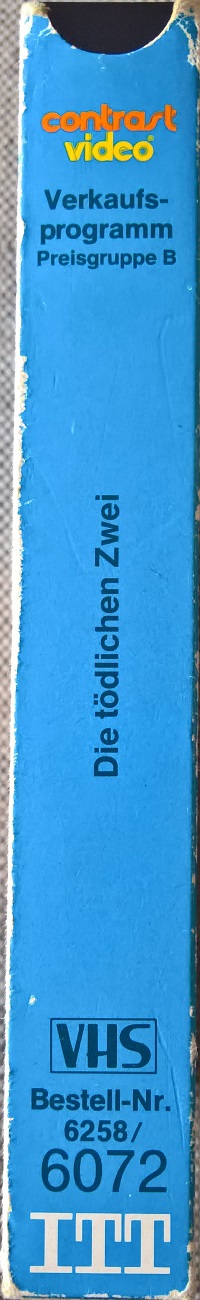 contrast
video
Verkaufs-
programm
Preisgruppe B
Die tödlichen Zwei
VHS
Bestell-Nr.
6258/
6072
ITT